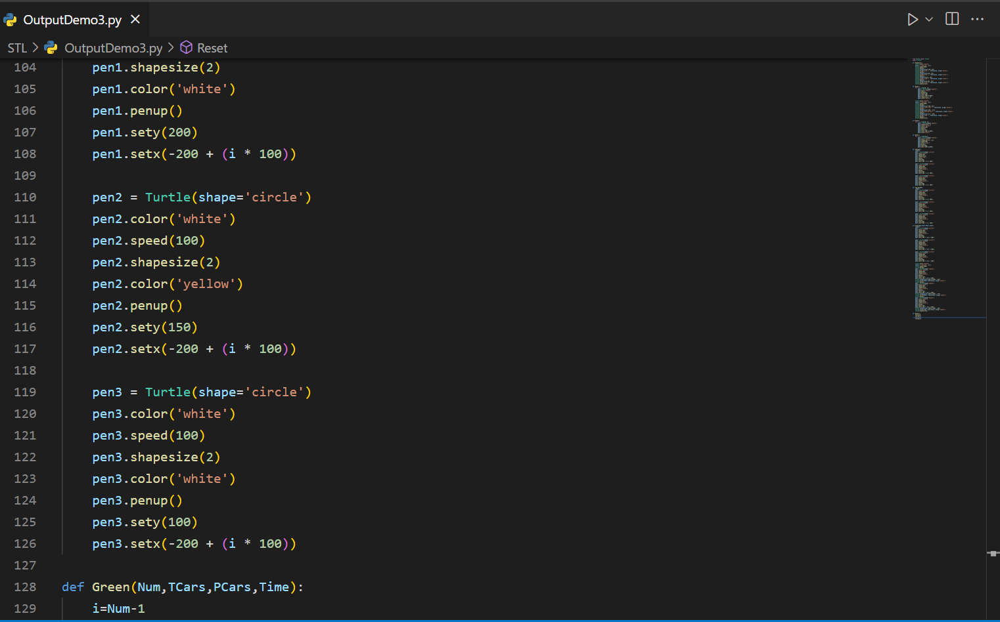 OutputDemo3.py
STL > OutputDemo3.py > Reset
104 pen1.shapesize(2)
105 pen1.color('white')
106 pen1.penup()
107 pen1.sety(200)
108 pen1.setx(-200 + (i * 100))
109
110 pen2 = Turtle(shape='circle')
111 pen2.color('white')
112 pen2.speed(100)
113 pen2.shapesize(2)
114 pen2.color('yellow')
115 pen2.penup()
116 pen2.sety(150)
117 pen2.setx(-200 + (i * 100))
118
119 pen3 = Turtle(shape='circle')
120 pen3.color('white')
121 pen3.speed(100)
122 pen3.shapesize(2)
123 pen3.color('white')
124 pen3.penup()
125 pen3.sety(100)
126 pen3.setx(-200 + (i * 100))
127
128 def Green(Num,TCars,PCars,Time):
129 i=Num-1